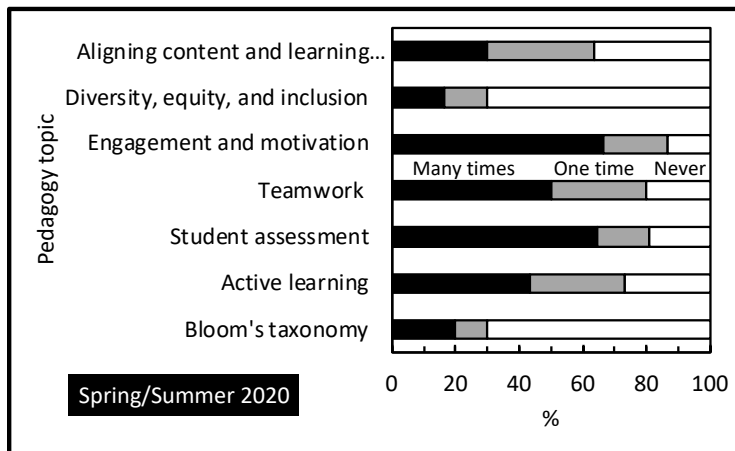 Aligning content and learning...
Diversity, equity, and inclusion
Engagement and motivation
Many times One time Never
Teamwork
Student assessment
Active learning
Bloom's taxonomy
Pedagogy topic
0 20 40 60 80 100
%
Spring/Summer 2020